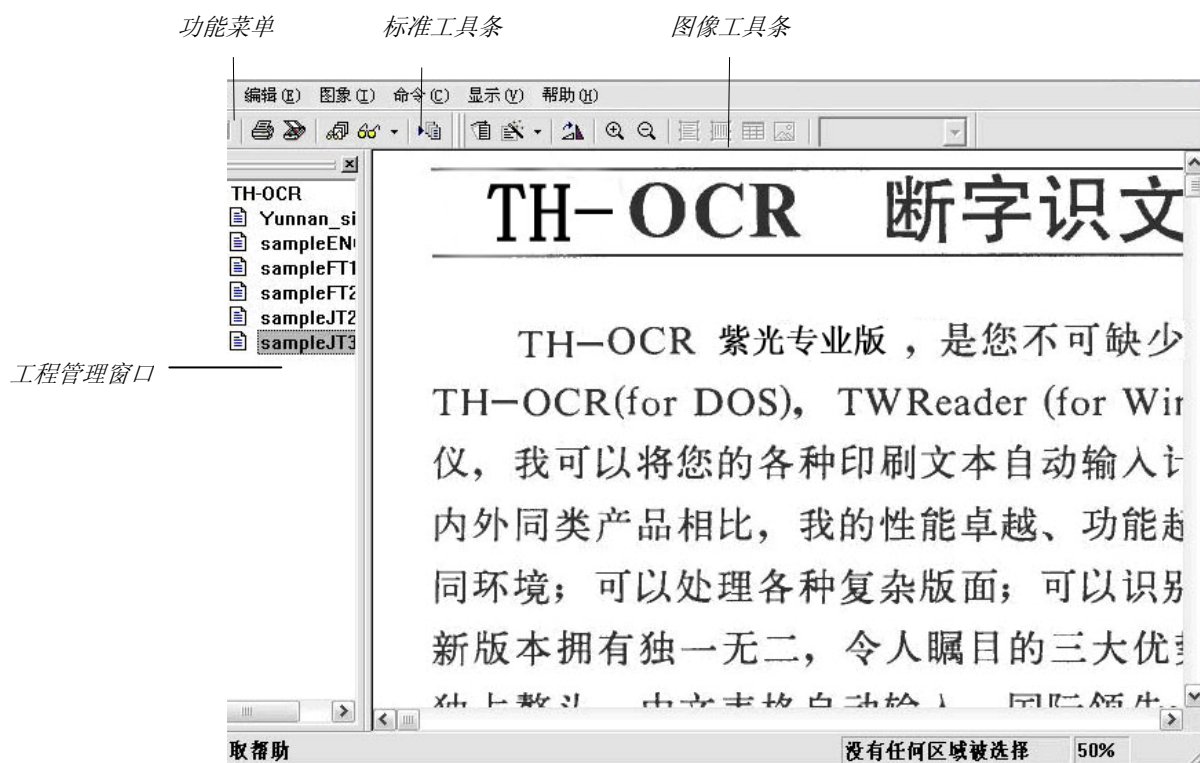 功能菜单 标准工具条 图像工具条
编辑(E) 图象(I) 命令(C) 显示(V) 帮助(H)
TH-OCR
Yunnan_si
sampleEN
sampleFT1
sampleFT2
sampleJT2
sampleJT3
工程管理窗口
TH-OCR 断字识文
TH-OCR 紫光专业版，是您不可缺少
TH-OCR(for DOS), TWReader (for Win
仪，我可以将您的各种印刷文本自动输入计
内外同类产品相比，我的性能卓越、功能超
同环境；可以处理各种复杂版面；可以识别
新版本拥有独一无二，令人瞩目的三大优势
取帮助 没有任何区域被选择 50%